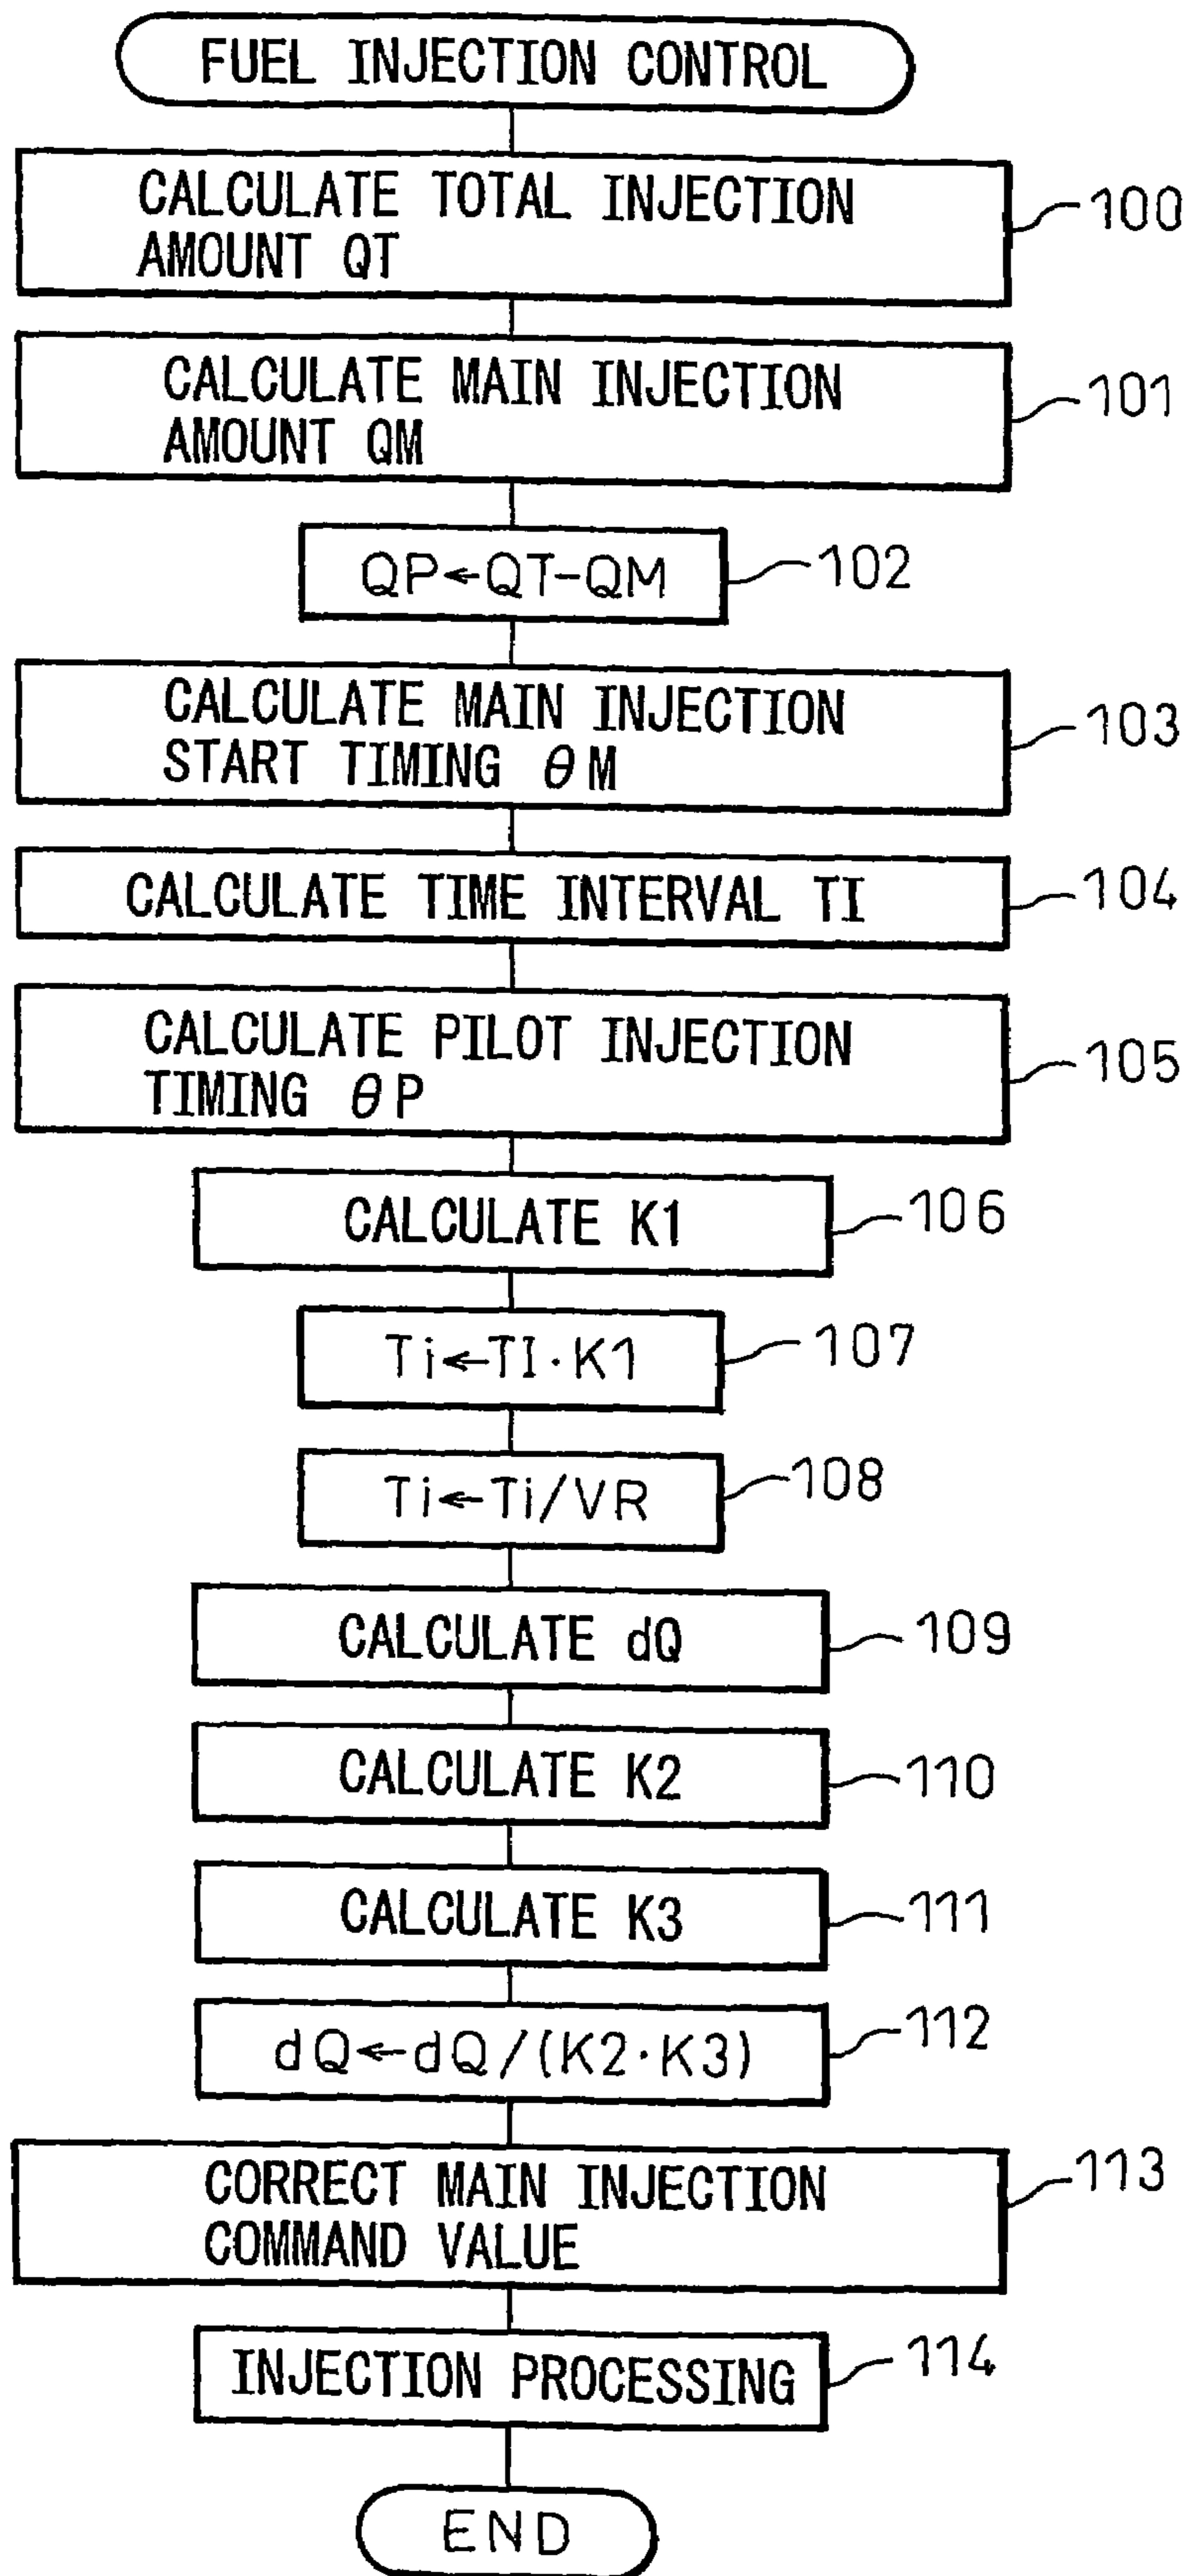 FUEL INJECTION CONTROL
CALCULATE TOTAL INJECTION
AMOUNT QT
100
CALCULATE MAIN INJECTION
AMOUNT QM
101
QP←QT-QM
102
CALCULATE MAIN INJECTION
START TIMING θM
103
CALCULATE TIME INTERVAL TI
104
CALCULATE PILOT INJECTION
TIMING θP
105
CALCULATE K1
106
Ti←TI·K1
107
Ti←Ti/VR
108
CALCULATE dQ
109
CALCULATE K2
110
CALCULATE K3
111
dQ←dQ/(K2·K3)
112
CORRECT MAIN INJECTION
COMMAND VALUE
113
INJECTION PROCESSING
114
END